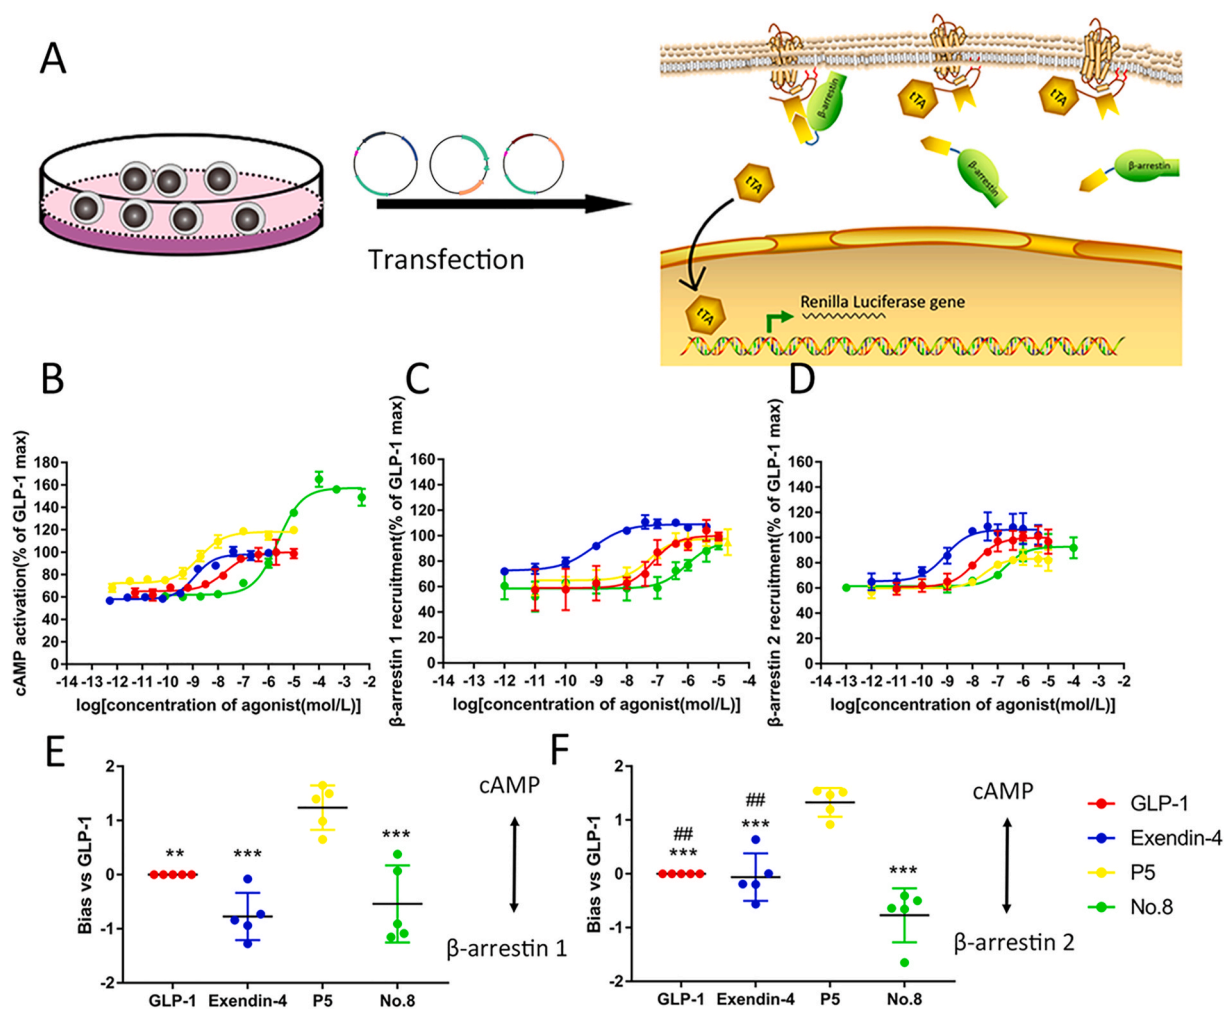 A
Transfection
β-arrestin
tTA
tTA
β-arrestin
β-arrestin
tTA
tTA
Renilla Luciferase gene
B
cAMP activation(% of GLP-1 max)
180
160
140
120
100
80
60
40
20
0
-14 -13 -12 -11 -10 -9 -8 -7 -6 -5 -4 -3 -2
log[concentration of agonist(mol/L)]
C
β-arrestin 1 recruitment(% of GLP-1 max)
160
140
120
100
80
60
40
20
0
-14 -13 -12 -11 -10 -9 -8 -7 -6 -5 -4
log[concentration of agonist(mol/L)]
D
β-arrestin 2 recruitment(% of GLP-1 max)
160
140
120
100
80
60
40
20
0
-14 -13 -12 -11 -10 -9 -8 -7 -6 -5 -4 -3 -2
log[concentration of agonist(mol/L)]
E
Bias vs GLP-1
2
1
0
-1
-2
**
***
***
GLP-1 Exendin-4 P5 No.8
cAMP
β-arrestin 1
F
Bias vs GLP-1
2
1
0
-1
-2
##
***
##
***
***
GLP-1 Exendin-4 P5 No.8
cAMP
β-arrestin 2
GLP-1
Exendin-4
P5
No.8